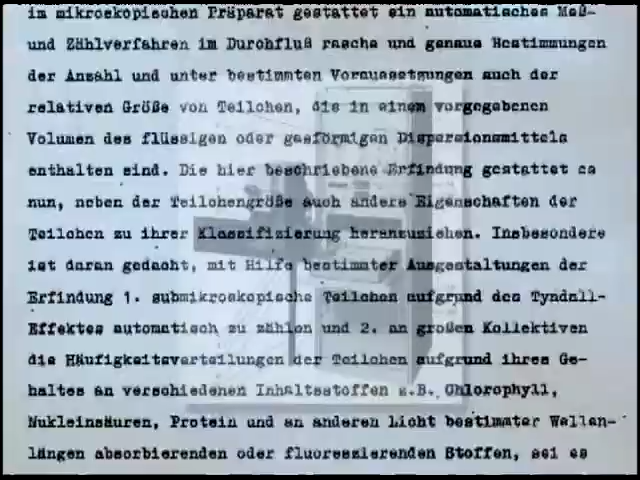 im mikroskopischen Präparat gestattet ein automatisches Meß-
und Zählverfahren im Durchfluß rasche und genaue Bestimmungen
der Anzahl und unter bestimmten Voraussetzungen auch der
relativen Größe von Teilchen, die in einem vorgegebenen
Volumen des flüssigen oder gasförmigen Dispersionsmittels
enthalten sind. Die hier beschriebene Erfindung gestattet es
nun, neben der Teilchengröße auch andere Eigenschaften der
Teilchen zu ihrer Klassifizierung heranzuziehen. Insbesondere
ist daran gedacht, mit Hilfe bestimmter Ausgestaltungen der
Erfindung 1. submikroskopische Teilchen aufgrund des Tyndall-
Effektes automatisch zu zählen und 2. an großen Kollektiven
die Häufigkeitsverteilungen der Teilchen aufgrund ihres Ge-
haltes an verschiedenen Inhaltsstoffen z.B. Chlorophyll,
Nukleinsäuren, Protein und an anderen Licht bestimmter Wellen-
längen absorbierenden oder fluoreszierenden Stoffen, sei es